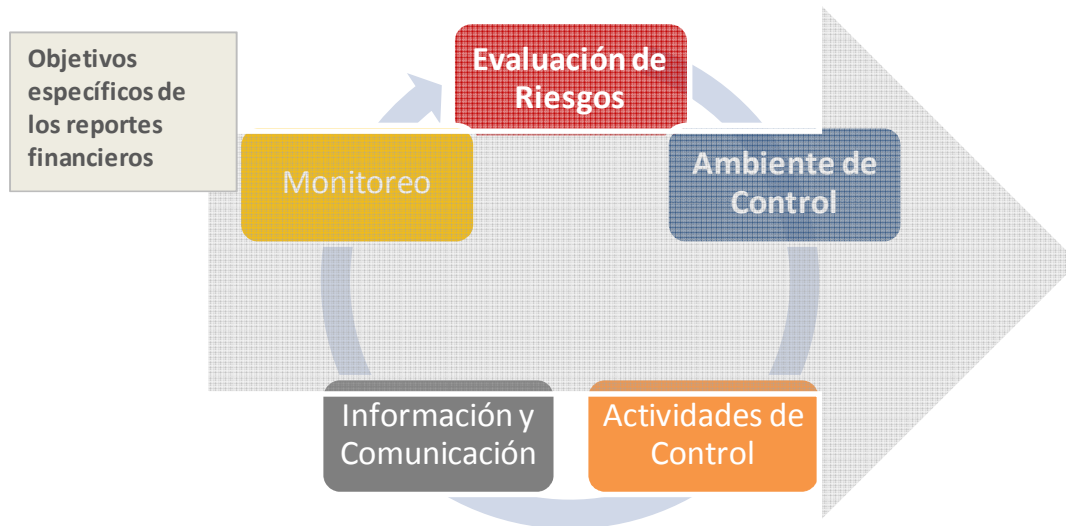 Objetivos
específicos de
los reportes
financieros
Evaluación de
Riesgos
Ambiente de
Control
Monitoreo
Información y
Comunicación
Actividades de
Control